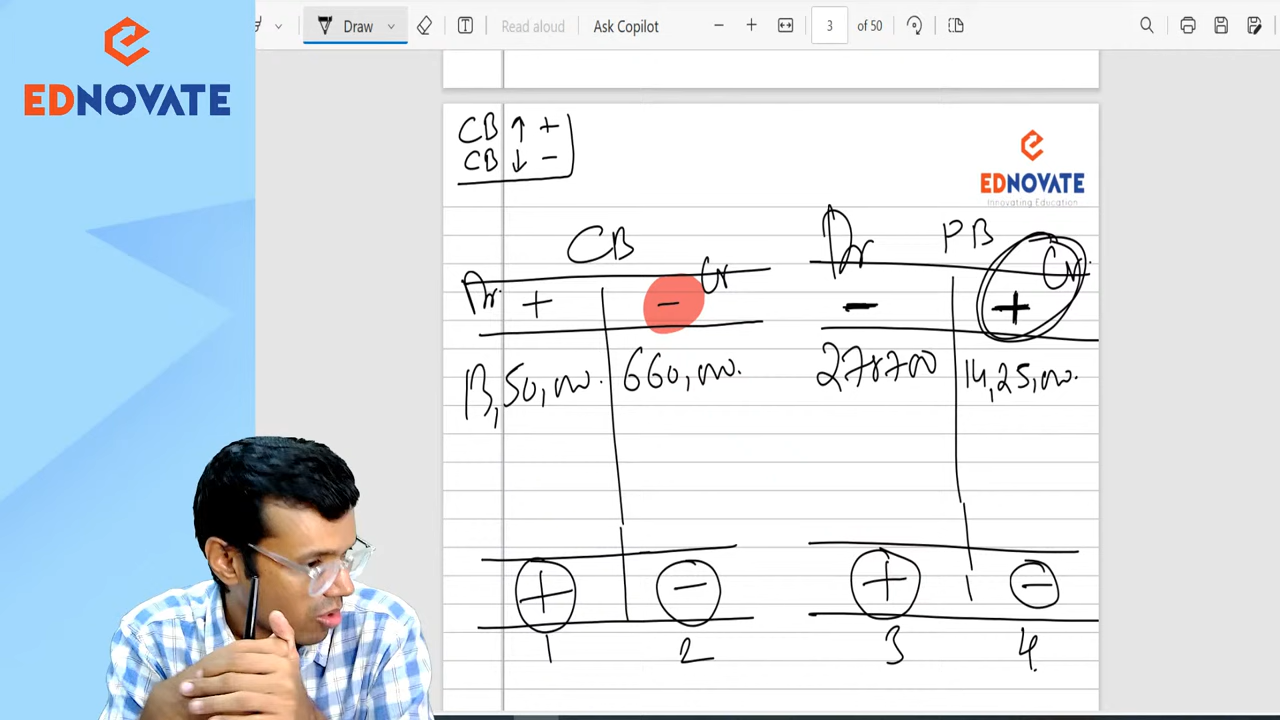 Draw
Read aloud
Ask Copilot
3 of 50
EDNOVATE
CB ↑ +
CB ↓ -
EDNOVATE
Innovating Education
CB
PB
Dr. Cr
Dr Cr.
+ -
- +
13,50,000. 660,000.
278700 14,25,000.
+ - + -
1 2 3 4.